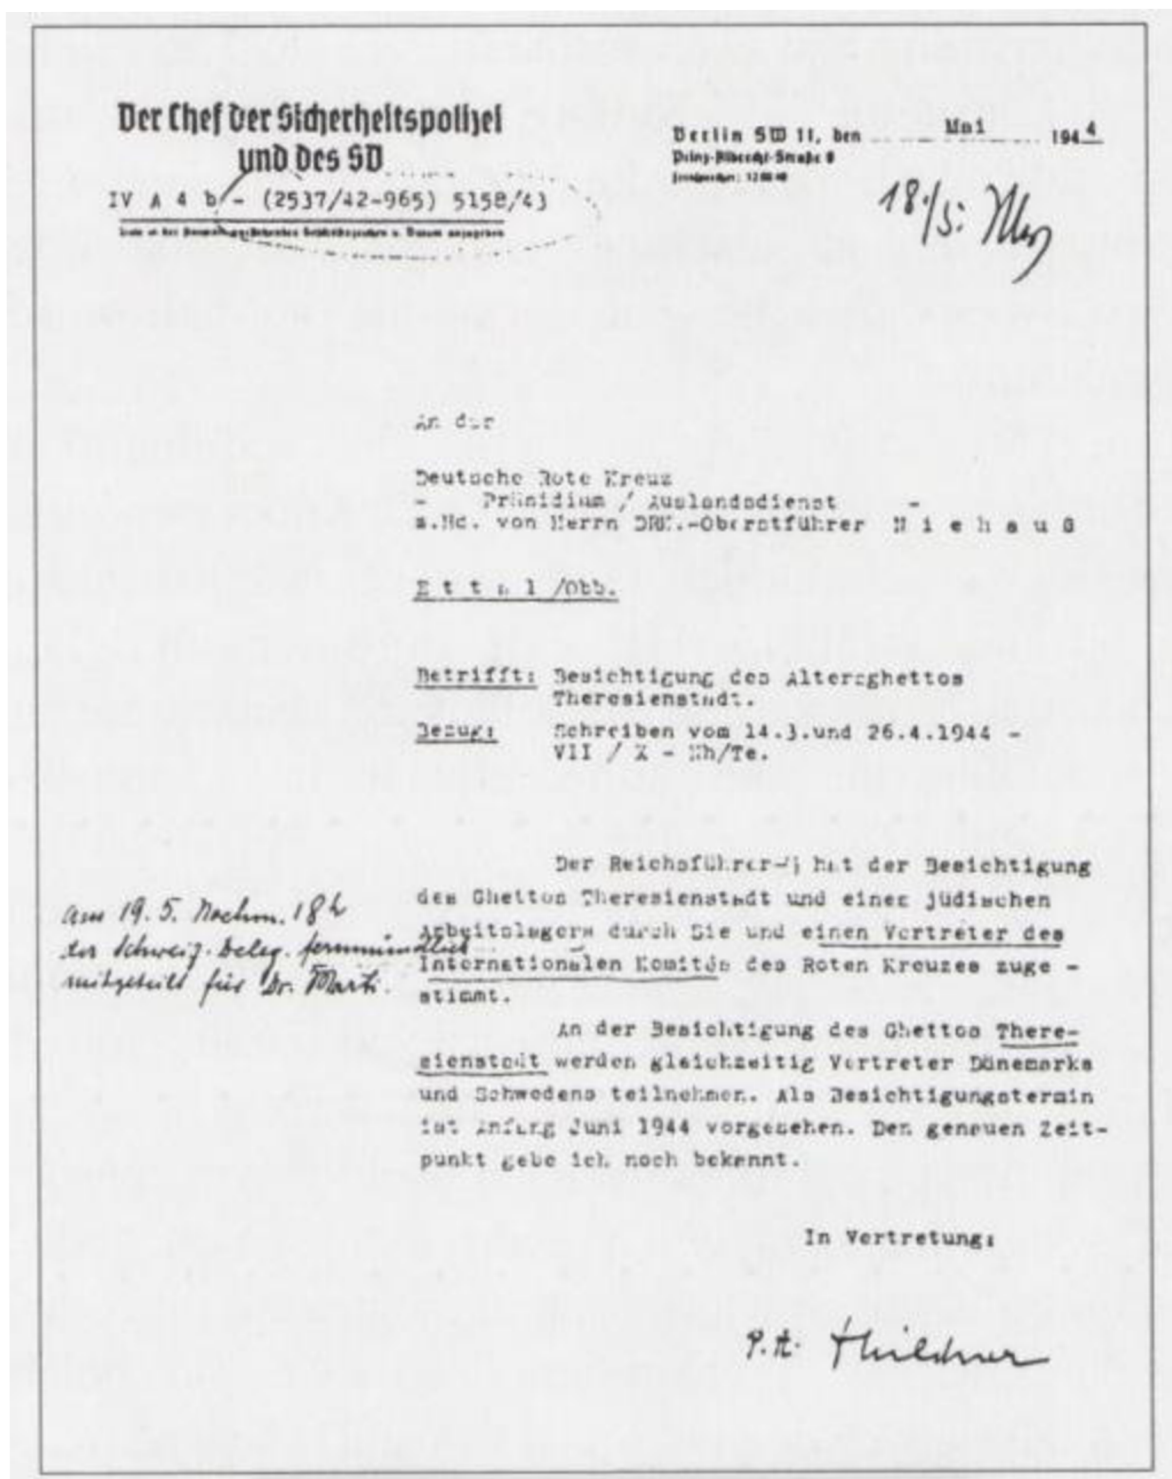 Der Chef der Sicherheitspolizei
und des SD
IV A 4 b - (2537/42-965) 5158/43
Berlin SW 11, den Mai 1944
Prinz-Albrecht-Straße 8
18./5.
An das
Deutsche Rote Kreuz
- Präsidium / Auslandsdienst -
z.Hd. von Herrn DRK.-Oberstführer N i e h a u ß
E t t a l /Obb.
Betrifft: Besichtigung des Altersghettos
Theresienstadt.
Bezug: Schreiben vom 14.3.und 26.4.1944 -
VII / X - Nh/Te.
Der Reichsführer-SS hat der Besichtigung
des Ghettos Theresienstadt und eines jüdischen
Arbeitslagers durch Sie und einen Vertreter des
Internationalen Komités des Roten Kreuzes zuge -
stimmt.
am 19.5. Nachm. 18 h
der Schweiz. Deleg. fernmündlich
mitgeteilt für Dr. Marti.
An der Besichtigung des Ghettos There-
sienstadt werden gleichzeitig Vertreter Dänemarks
und Schwedens teilnehmen. Als Besichtigungstermin
ist Anfang Juni 1944 vorgesehen. Den genauen Zeit-
punkt gebe ich noch bekannt.
In Vertretung: